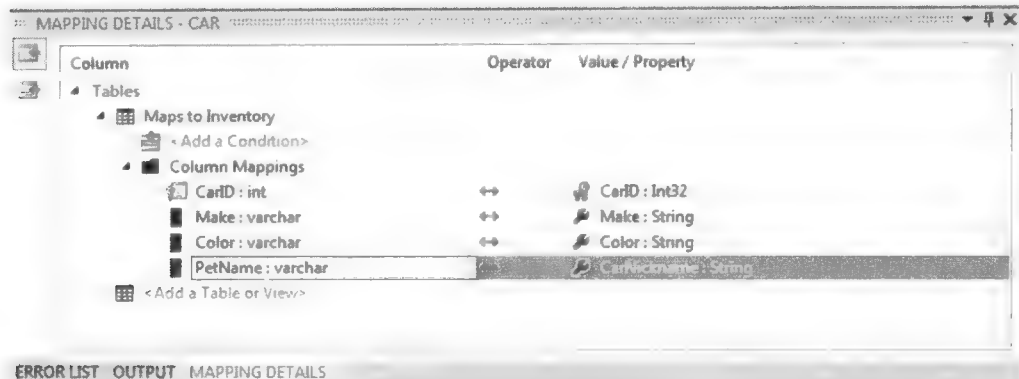 MAPPING DETAILS - CAR
Column Operator Value / Property
Tables
Maps to Inventory
<Add a Condition>
Column Mappings
CarID : int CarID : Int32
Make : varchar Make : String
Color : varchar Color : String
PetName : varchar CarNickname : String
<Add a Table or View>
ERROR LIST OUTPUT MAPPING DETAILS